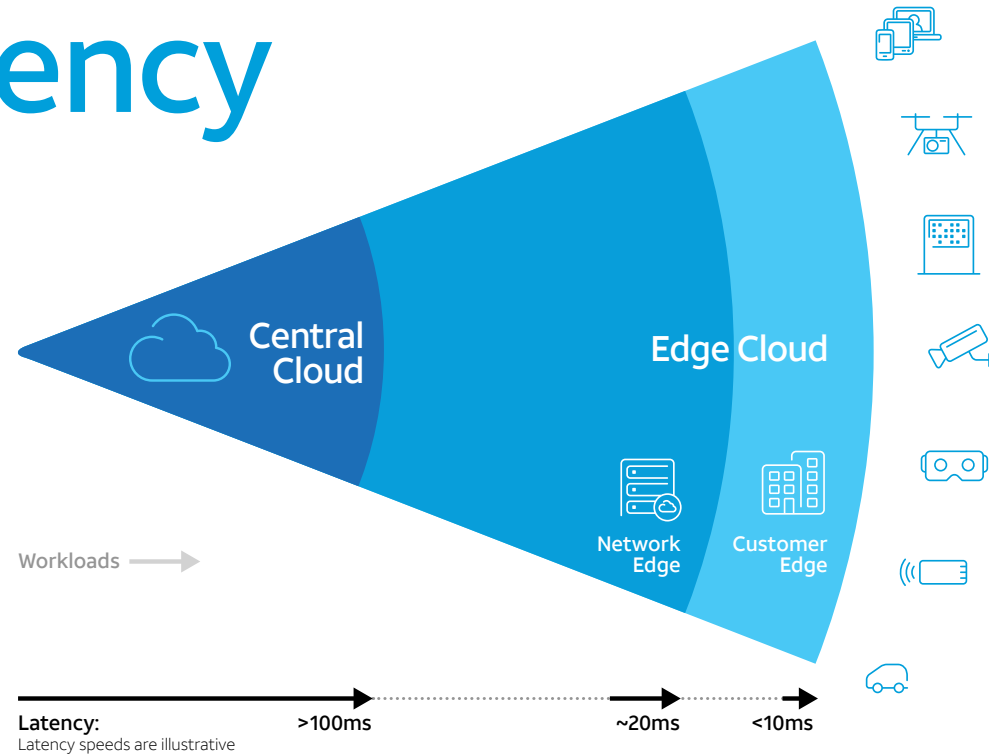 ency
Central
Cloud
Edge Cloud
Network
Edge
Customer
Edge
Workloads
Latency:
>100ms
~20ms
<10ms
Latency speeds are illustrative